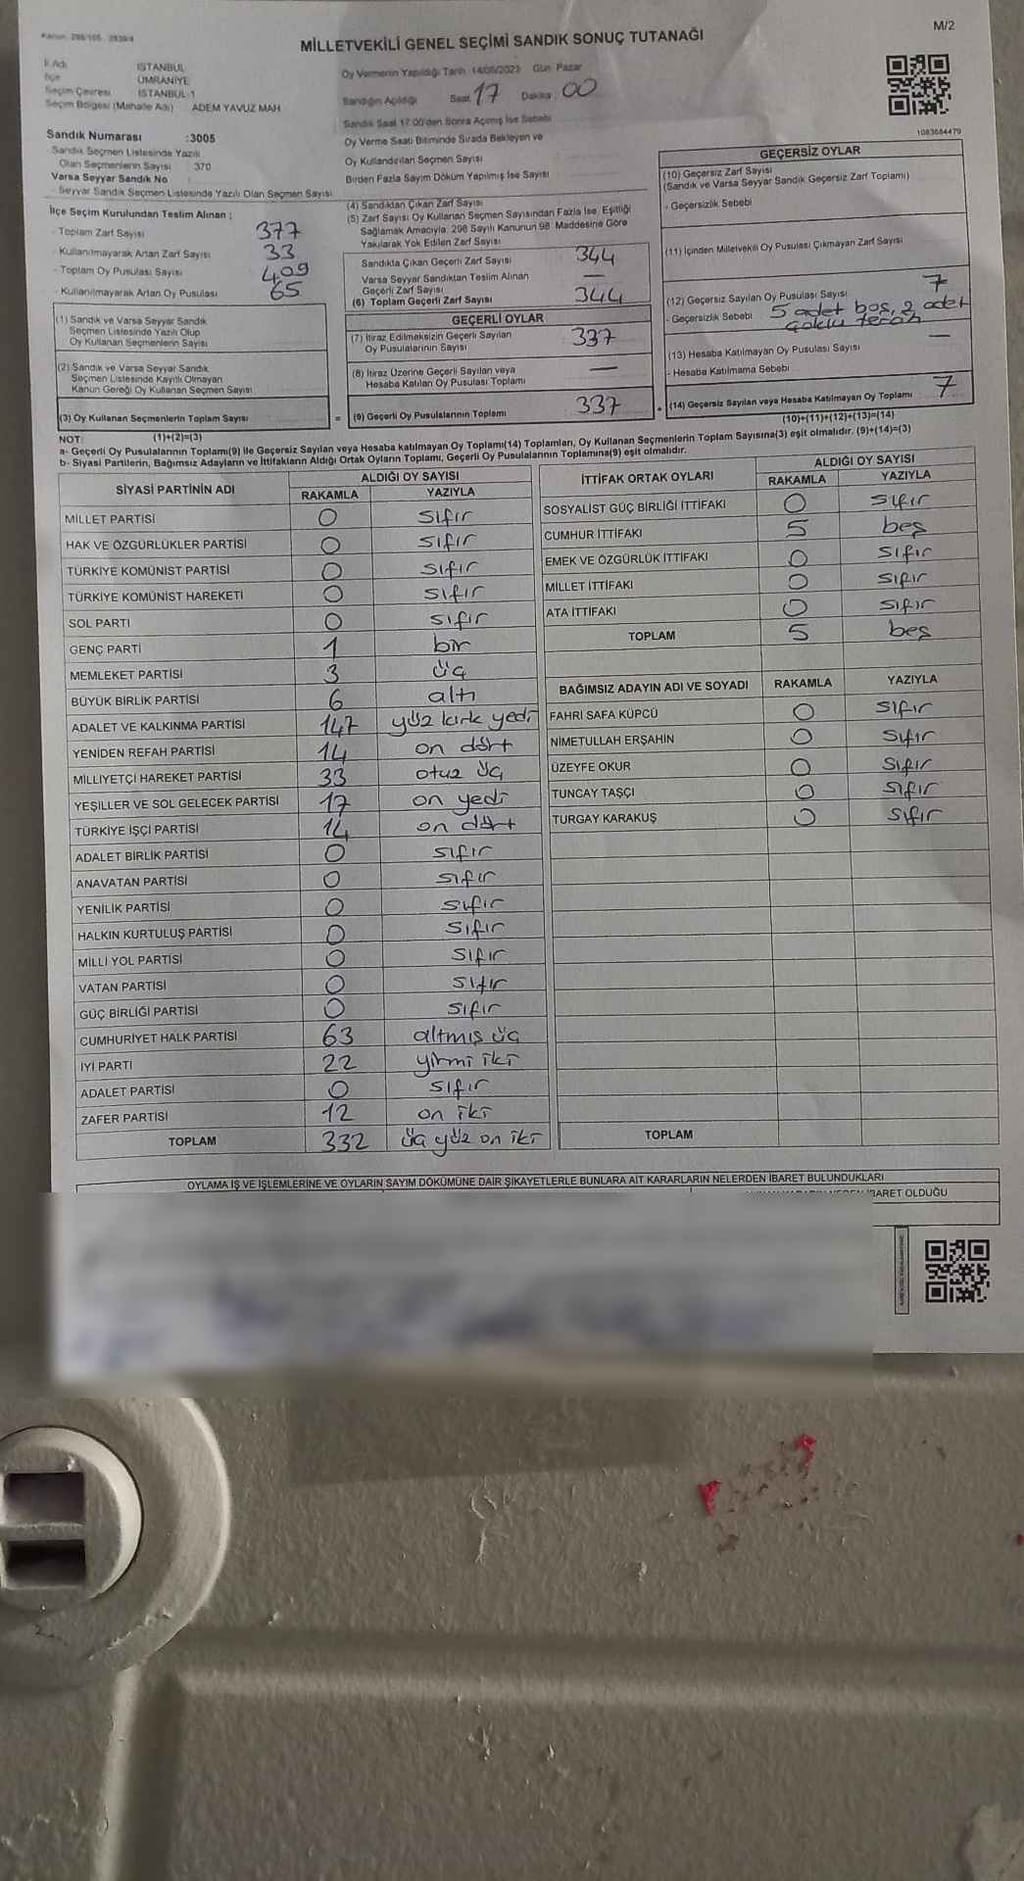 Kanun: 298/105, 2839/4
M/2
MİLLETVEKİLİ GENEL SEÇİMİ SANDIK SONUÇ TUTANAĞI
İl Adı İSTANBUL
İlçe ÜMRANİYE
Seçim Çevresi İSTANBUL-1
Seçim Bölgesi (Mahalle Adı) ADEM YAVUZ MAH
Oy Vermenin Yapıldığı Tarih 14/05/2023 Gün Pazar
Sandığın Açıldığı Saat 17 Dakika 00
Sandık Saat 17:00'den Sonra Açılmış İse Sebebi
Oy Verme Saati Bitiminde Sırada Bekleyen ve
Oy Kullandırılan Seçmen Sayısı
Birden Fazla Sayım Döküm Yapılmış İse Sayısı
1083684479
Sandık Numarası :3005
Sandık Seçmen Listesinde Yazılı
Olan Seçmenlerin Sayısı 370
Varsa Seyyar Sandık No
Seyyar Sandık Seçmen Listesinde Yazılı Olan Seçmen Sayısı
İlçe Seçim Kurulundan Teslim Alınan :
- Toplam Zarf Sayısı 377
- Kullanılmayarak Artan Zarf Sayısı 33
- Toplam Oy Pusulası Sayısı 409
- Kullanılmayarak Artan Oy Pusulası 65
(1) Sandık ve Varsa Seyyar Sandık
Seçmen Listesinde Yazılı Olup
Oy Kullanan Seçmenlerin Sayısı
(2) Sandık ve Varsa Seyyar Sandık
Seçmen Listesinde Kayıtlı Olmayan
Kanun Gereği Oy Kullanan Seçmen Sayısı
(3) Oy Kullanan Seçmenlerin Toplam Sayısı
(1)+(2)=(3)
(4) Sandıktan Çıkan Zarf Sayısı
(5) Zarf Sayısı Oy Kullanan Seçmen Sayısından Fazla İse, Eşitliği
Sağlamak Amacıyla, 298 Sayılı Kanunun 98. Maddesine Göre
Yakılarak Yok Edilen Zarf Sayısı
Sandıkta Çıkan Geçerli Zarf Sayısı 344
Varsa Seyyar Sandıktan Teslim Alınan
Geçerli Zarf Sayısı —
(6) Toplam Geçerli Zarf Sayısı 344
GEÇERLİ OYLAR
(7) İtiraz Edilmeksizin Geçerli Sayılan
Oy Pusulalarının Sayısı 337
(8) İtiraz Üzerine Geçerli Sayılan veya
Hesaba Katılan Oy Pusulası Toplamı —
= (9) Geçerli Oy Pusulalarının Toplamı 337
GEÇERSİZ OYLAR
(10) Geçersiz Zarf Sayısı
(Sandık ve Varsa Seyyar Sandık Geçersiz Zarf Toplamı)
- Geçersizlik Sebebi
(11) İçinden Milletvekili Oy Pusulası Çıkmayan Zarf Sayısı
(12) Geçersiz Sayılan Oy Pusulası Sayısı 7
- Geçersizlik Sebebi 5 adet boş, 2 adet
çoklu tercih
(13) Hesaba Katılmayan Oy Pusulası Sayısı —
- Hesaba Katılmama Sebebi
+ (14) Geçersiz Sayılan veya Hesaba Katılmayan Oy Toplamı 7
(10)+(11)+(12)+(13)=(14)
NOT:
a- Geçerli Oy Pusulalarının Toplamı(9) ile Geçersiz Sayılan veya Hesaba katılmayan Oy Toplamı(14) Toplamları, Oy Kullanan Seçmenlerin Toplam Sayısına(3) eşit olmalıdır. (9)+(14)=(3)
b- Siyasi Partilerin, Bağımsız Adayların ve İttifakların Aldığı Ortak Oyların Toplamı, Geçerli Oy Pusulalarının Toplamına(9) eşit olmalıdır.
SİYASİ PARTİNİN ADI ALDIĞI OY SAYISI
RAKAMLA YAZIYLA
MİLLET PARTİSİ 0 sıfır
HAK VE ÖZGÜRLÜKLER PARTİSİ 0 sıfır
TÜRKİYE KOMÜNİST PARTİSİ 0 sıfır
TÜRKİYE KOMÜNİST HAREKETİ 0 sıfır
SOL PARTİ 0 sıfır
GENÇ PARTİ 1 bir
MEMLEKET PARTİSİ 3 üç
BÜYÜK BİRLİK PARTİSİ 6 altı
ADALET VE KALKINMA PARTİSİ 147 yüz kırk yedi
YENİDEN REFAH PARTİSİ 14 on dört
MİLLİYETÇİ HAREKET PARTİSİ 33 otuz üç
YEŞİLLER VE SOL GELECEK PARTİSİ 17 on yedi
TÜRKİYE İŞÇİ PARTİSİ 14 on dört
ADALET BİRLİK PARTİSİ 0 sıfır
ANAVATAN PARTİSİ 0 sıfır
YENİLİK PARTİSİ 0 sıfır
HALKIN KURTULUŞ PARTİSİ 0 sıfır
MİLLİ YOL PARTİSİ 0 sıfır
VATAN PARTİSİ 0 sıfır
GÜÇ BİRLİĞİ PARTİSİ 0 sıfır
CUMHURİYET HALK PARTİSİ 63 altmış üç
İYİ PARTİ 22 yirmi iki
ADALET PARTİSİ 0 sıfır
ZAFER PARTİSİ 12 on iki
TOPLAM 332 üç yüz on iki
İTTİFAK ORTAK OYLARI ALDIĞI OY SAYISI
RAKAMLA YAZIYLA
SOSYALİST GÜÇ BİRLİĞİ İTTİFAKI 0 sıfır
CUMHUR İTTİFAKI 5 beş
EMEK VE ÖZGÜRLÜK İTTİFAKI 0 sıfır
MİLLET İTTİFAKI 0 sıfır
ATA İTTİFAKI 0 sıfır
TOPLAM 5 beş
BAĞIMSIZ ADAYIN ADI VE SOYADI RAKAMLA YAZIYLA
FAHRİ SAFA KÜPCÜ 0 sıfır
NİMETULLAH ERŞAHİN 0 sıfır
ÜZEYFE OKUR 0 sıfır
TUNCAY TAŞÇI 0 sıfır
TURGAY KARAKUŞ 0 sıfır
TOPLAM
OYLAMA İŞ VE İŞLEMLERİNE VE OYLARIN SAYIM DÖKÜMÜNE DAİR ŞİKAYETLERLE BUNLARA AİT KARARLARIN NELERDEN İBARET BULUNDUKLARI
İBARET OLDUĞU